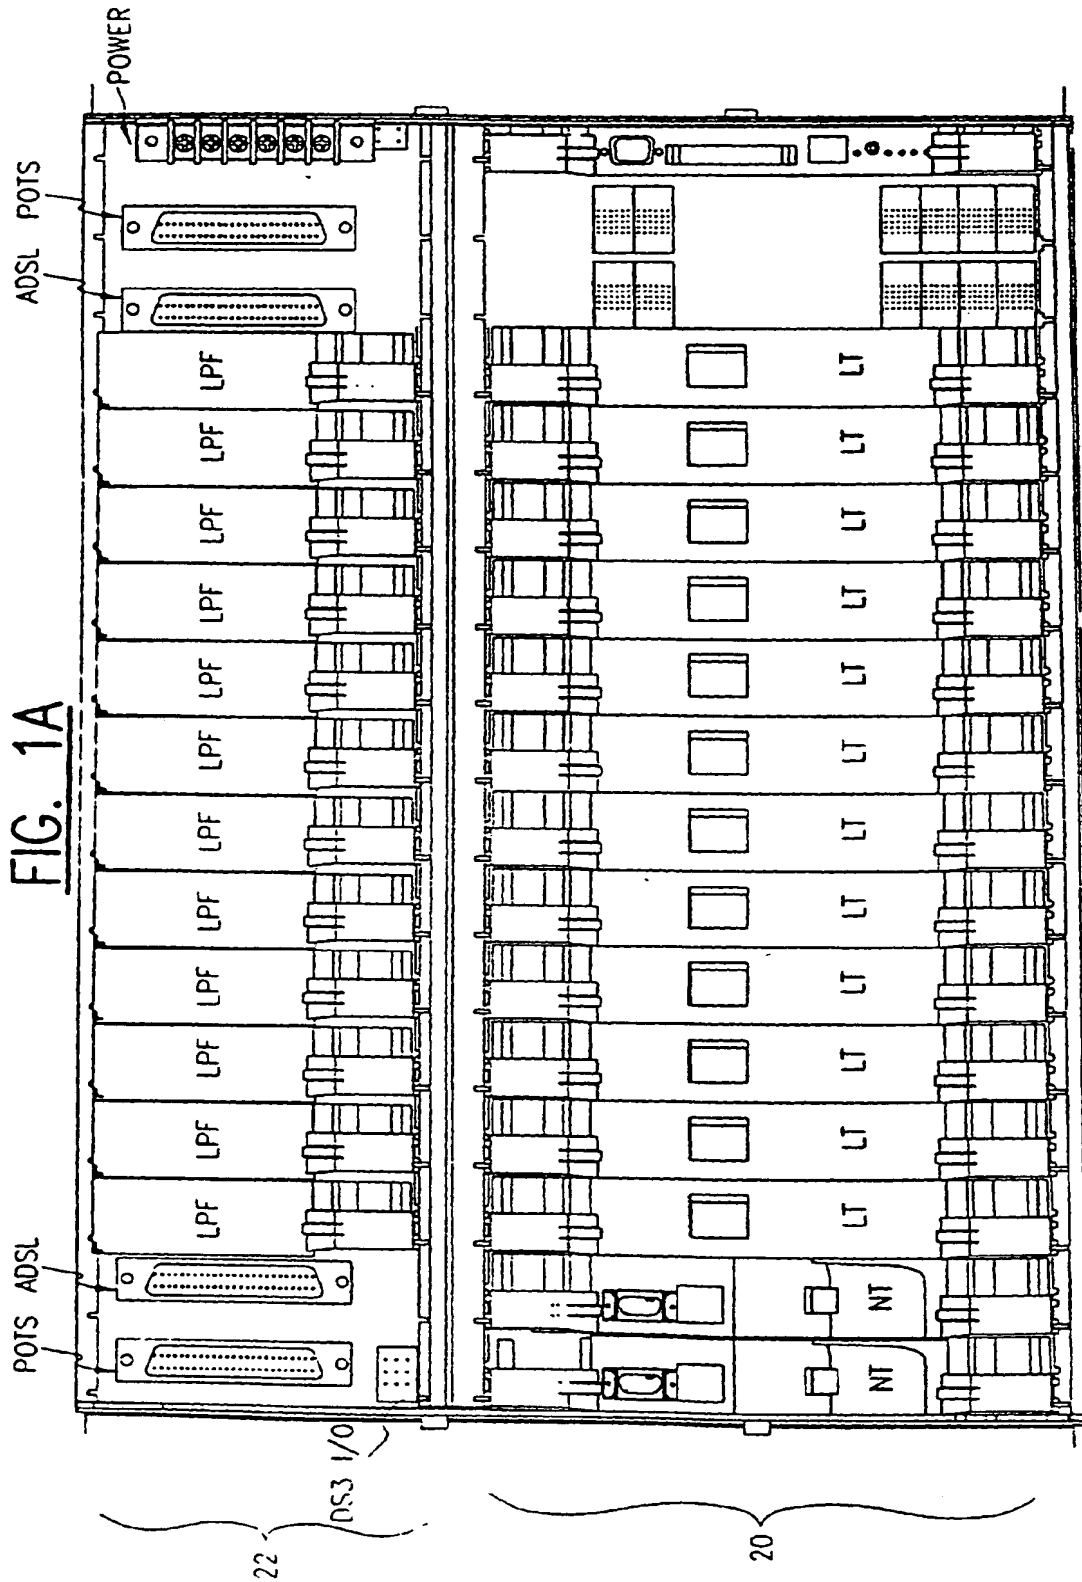 FIG. 1A
POTS ADSL
ADSL POTS
POWER
LPF LPF LPF LPF LPF LPF LPF LPF LPF LPF LPF LPF
22
DS3 I/O
20
NT NT LT LT LT LT LT LT LT LT LT LT LT LT